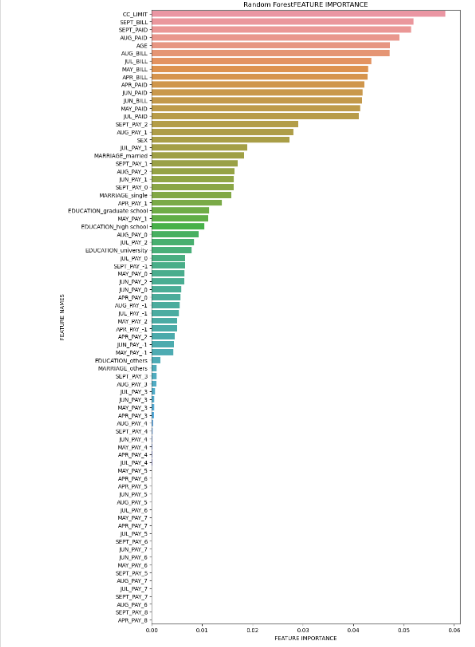 Random ForestFEATURE IMPORTANCE
CC_LIMIT
SEPT_BILL
SEPT_PAID
AUG_PAID
AGE
AUG_BILL
JUL_BILL
MAY_BILL
APR_BILL
APR_PAID
JUN_PAID
JUN_BILL
MAY_PAID
JUL_PAID
SEPT_PAY_2
AUG_PAY_1
SEX
JUL_PAY_1
MARRIAGE_married
SEPT_PAY_1
AUG_PAY_2
JUN_PAY_1
SEPT_PAY_0
MARRIAGE_single
APR_PAY_1
EDUCATION_graduate school
MAY_PAY_1
EDUCATION_high school
AUG_PAY_0
JUL_PAY_2
EDUCATION_university
JUL_PAY_0
SEPT_PAY_-1
MAY_PAY_0
JUN_PAY_2
JUN_PAY_0
APR_PAY_0
AUG_PAY_-1
JUL_PAY_-1
MAY_PAY_2
APR_PAY_-1
APR_PAY_2
JUN_PAY_-1
MAY_PAY_-1
EDUCATION_others
MARRIAGE_others
SEPT_PAY_3
AUG_PAY_3
JUL_PAY_3
JUN_PAY_3
MAY_PAY_3
APR_PAY_3
AUG_PAY_4
SEPT_PAY_4
JUN_PAY_4
MAY_PAY_4
APR_PAY_4
JUL_PAY_4
MAY_PAY_5
APR_PAY_6
APR_PAY_5
JUN_PAY_5
AUG_PAY_5
JUL_PAY_6
MAY_PAY_7
APR_PAY_7
JUL_PAY_5
SEPT_PAY_6
JUN_PAY_7
JUN_PAY_6
MAY_PAY_6
SEPT_PAY_5
AUG_PAY_7
JUL_PAY_7
SEPT_PAY_7
AUG_PAY_6
SEPT_PAY_8
APR_PAY_8
FEATURE NAMES
0.00 0.01 0.02 0.03 0.04 0.05 0.06
FEATURE IMPORTANCE